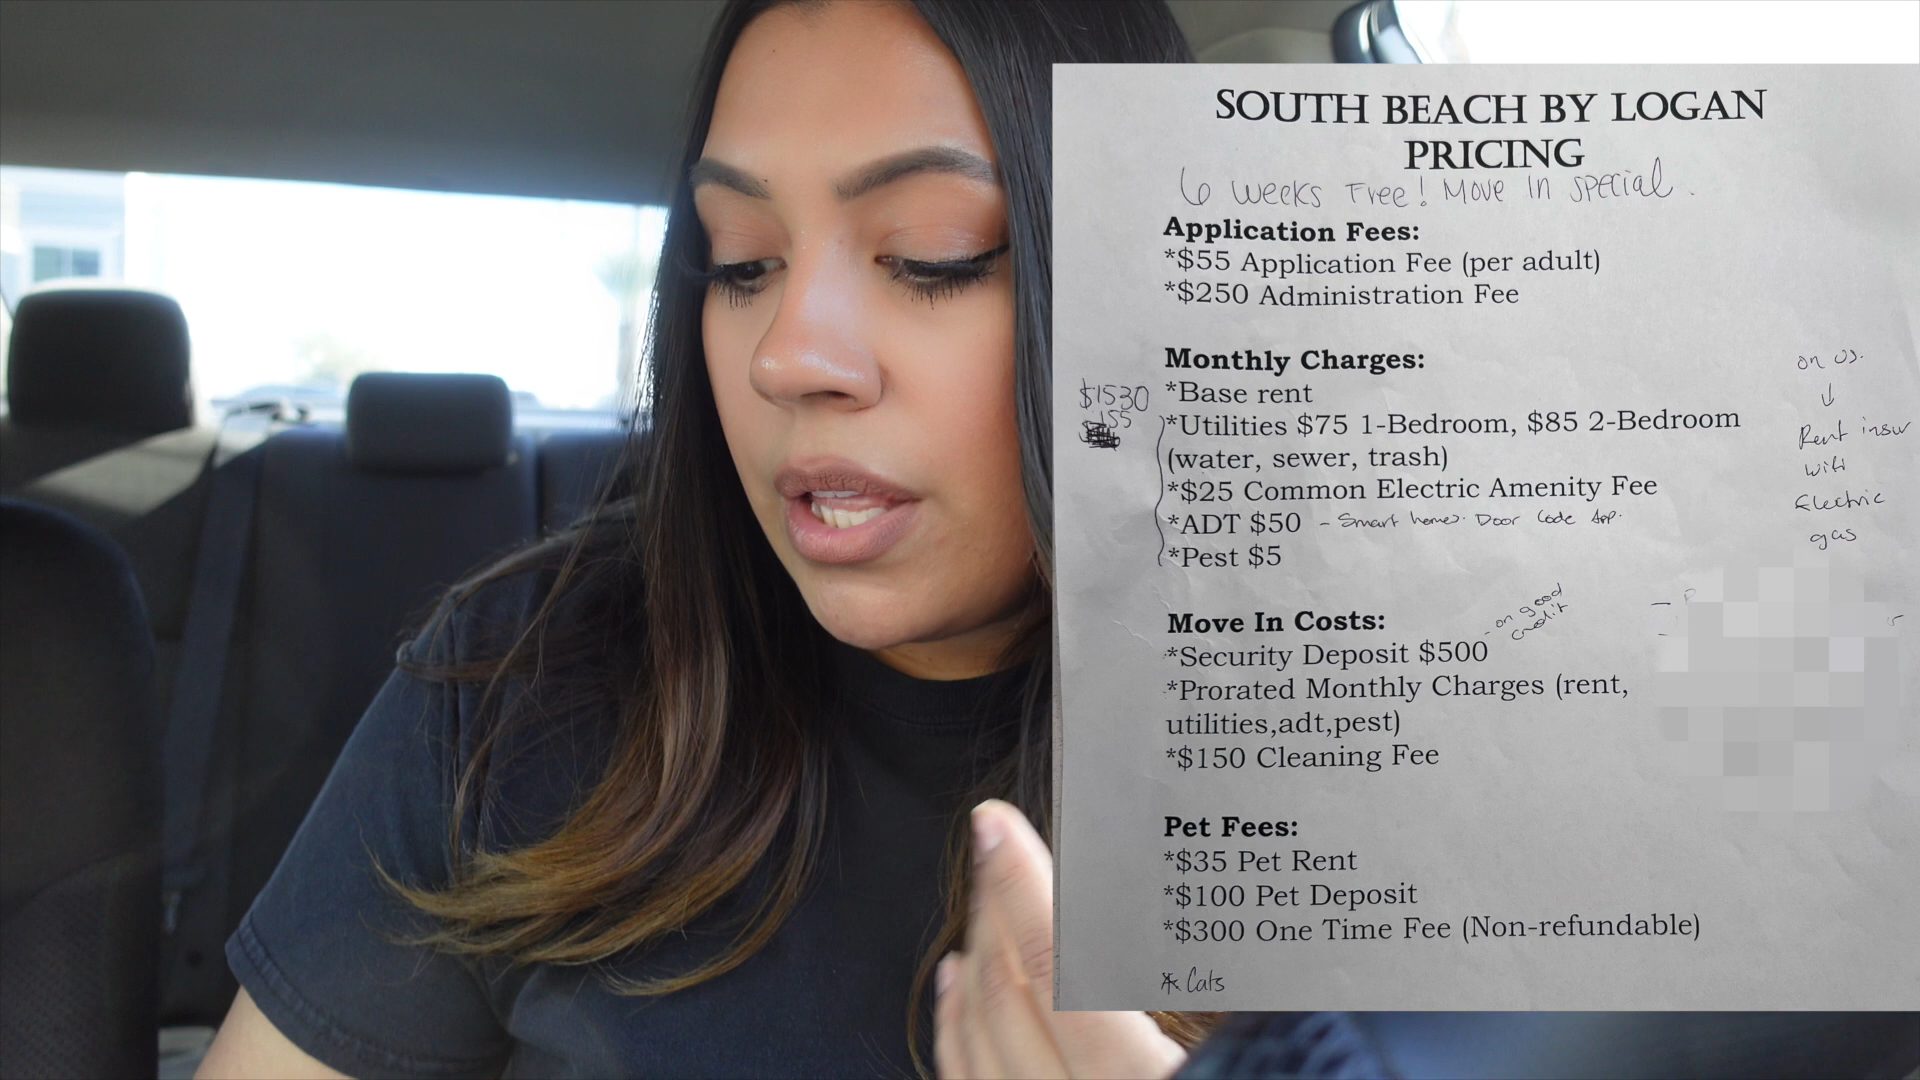 SOUTH BEACH BY LOGAN
PRICING
6 weeks Free! Move In special.
Application Fees:
*$55 Application Fee (per adult)
*$250 Administration Fee
Monthly Charges:
$1530 *Base rent
155
*Utilities $75 1-Bedroom, $85 2-Bedroom
(water, sewer, trash)
*$25 Common Electric Amenity Fee
*ADT $50 - Smart homes. Door Code App.
*Pest $5
on us.
↓
Rent insur
wifi
Electric
gas
Move In Costs:
- on good
credit
*Security Deposit $500
*Prorated Monthly Charges (rent,
utilities,adt,pest)
*$150 Cleaning Fee
Pet Fees:
*$35 Pet Rent
*$100 Pet Deposit
*$300 One Time Fee (Non-refundable)
* Cats